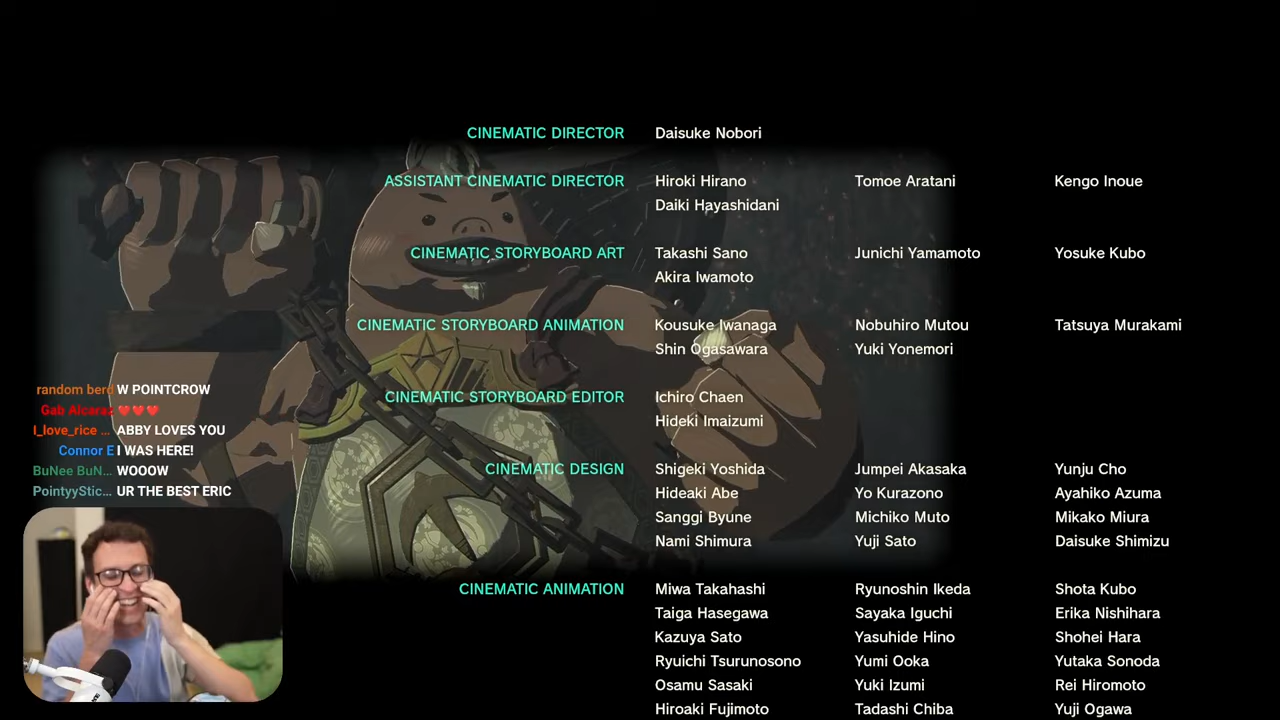 CINEMATIC DIRECTOR Daisuke Nobori
ASSISTANT CINEMATIC DIRECTOR Hiroki Hirano Tomoe Aratani Kengo Inoue
Daiki Hayashidani
CINEMATIC STORYBOARD ART Takashi Sano Junichi Yamamoto Yosuke Kubo
Akira Iwamoto
CINEMATIC STORYBOARD ANIMATION Kousuke Iwanaga Nobuhiro Mutou Tatsuya Murakami
Shin Ogasawara Yuki Yonemori
CINEMATIC STORYBOARD EDITOR Ichiro Chaen
Hideki Imaizumi
CINEMATIC DESIGN Shigeki Yoshida Jumpei Akasaka Yunju Cho
Hideaki Abe Yo Kurazono Ayahiko Azuma
Sanggi Byune Michiko Muto Mikako Miura
Nami Shimura Yuji Sato Daisuke Shimizu
CINEMATIC ANIMATION Miwa Takahashi Ryunoshin Ikeda Shota Kubo
Taiga Hasegawa Sayaka Iguchi Erika Nishihara
Kazuya Sato Yasuhide Hino Shohei Hara
Ryuichi Tsurunosono Yumi Ooka Yutaka Sonoda
Osamu Sasaki Yuki Izumi Rei Hiromoto
Hiroaki Fujimoto Tadashi Chiba Yuji Ogawa
random berd W POINTCROW
Gab Alcaraz ❤️❤️❤️
I_love_rice ... ABBY LOVES YOU
Connor E I WAS HERE!
BuNee BuN... WOOOW
PointyyStic... UR THE BEST ERIC